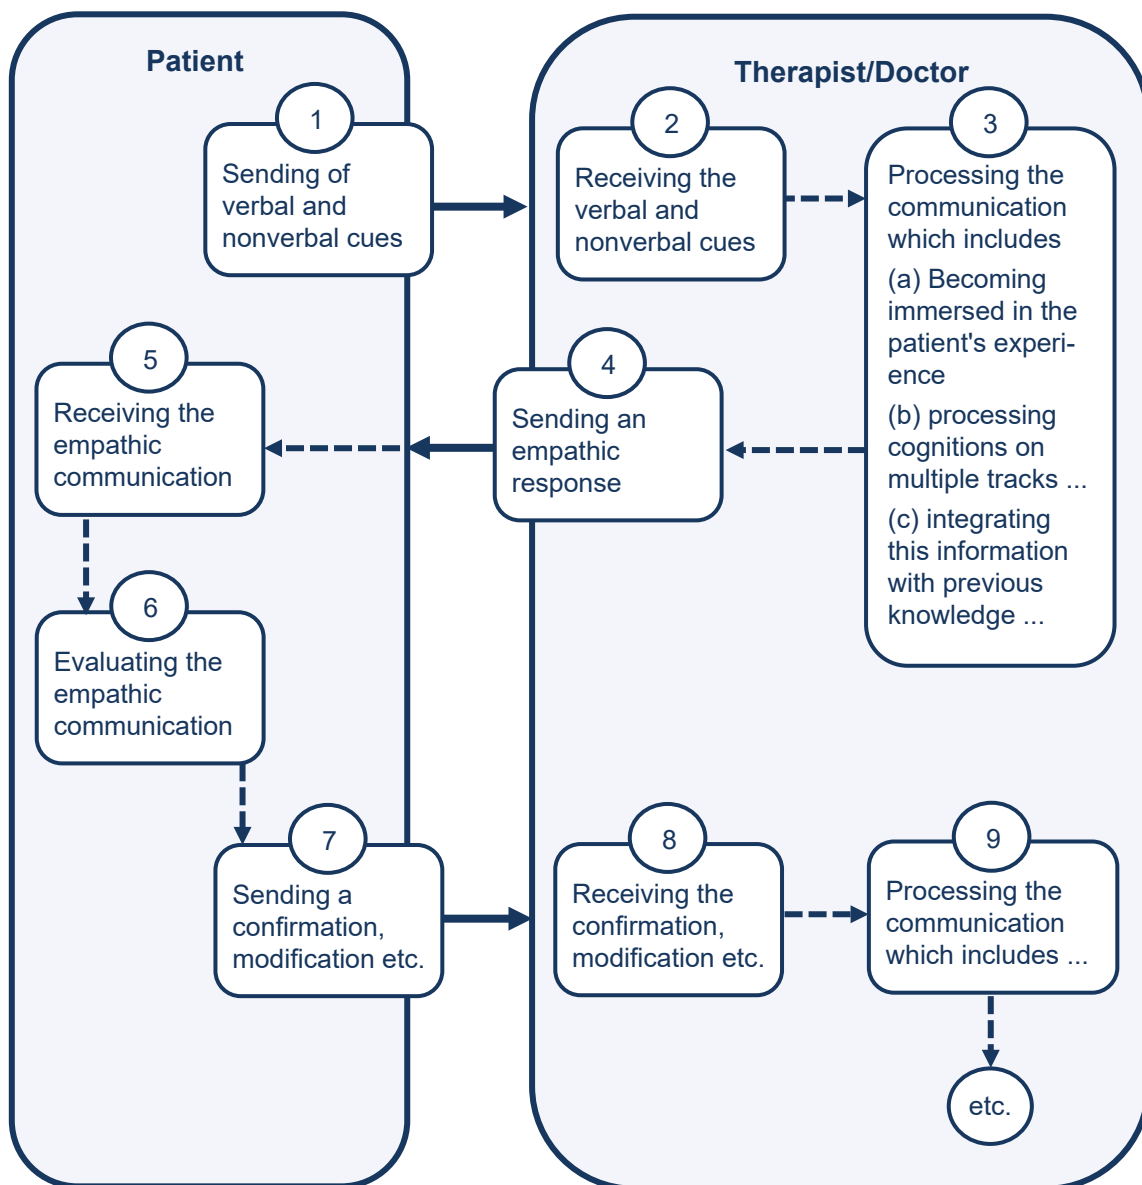 Patient
Therapist/Doctor
1
Sending of
verbal and
nonverbal cues
2
Receiving the
verbal and
nonverbal cues
3
Processing the
communication
which includes
(a) Becoming
immersed in the
patient's experi-
ence
(b) processing
cognitions on
multiple tracks ...
(c) integrating
this information
with previous
knowledge ...
4
Sending an
empathic
response
5
Receiving the
empathic
communication
6
Evaluating the
empathic
communication
7
Sending a
confirmation,
modification etc.
8
Receiving the
confirmation,
modification etc.
9
Processing the
communication
which includes ...
etc.